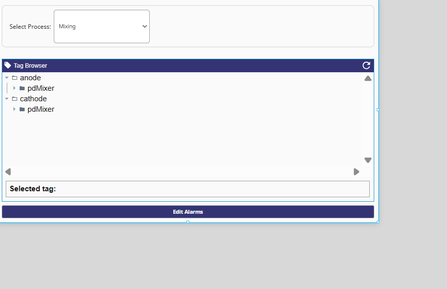 Select Process: Mixing
Tag Browser
anode
pdMixer
cathode
pdMixer
Selected tag:
Edit Alarms